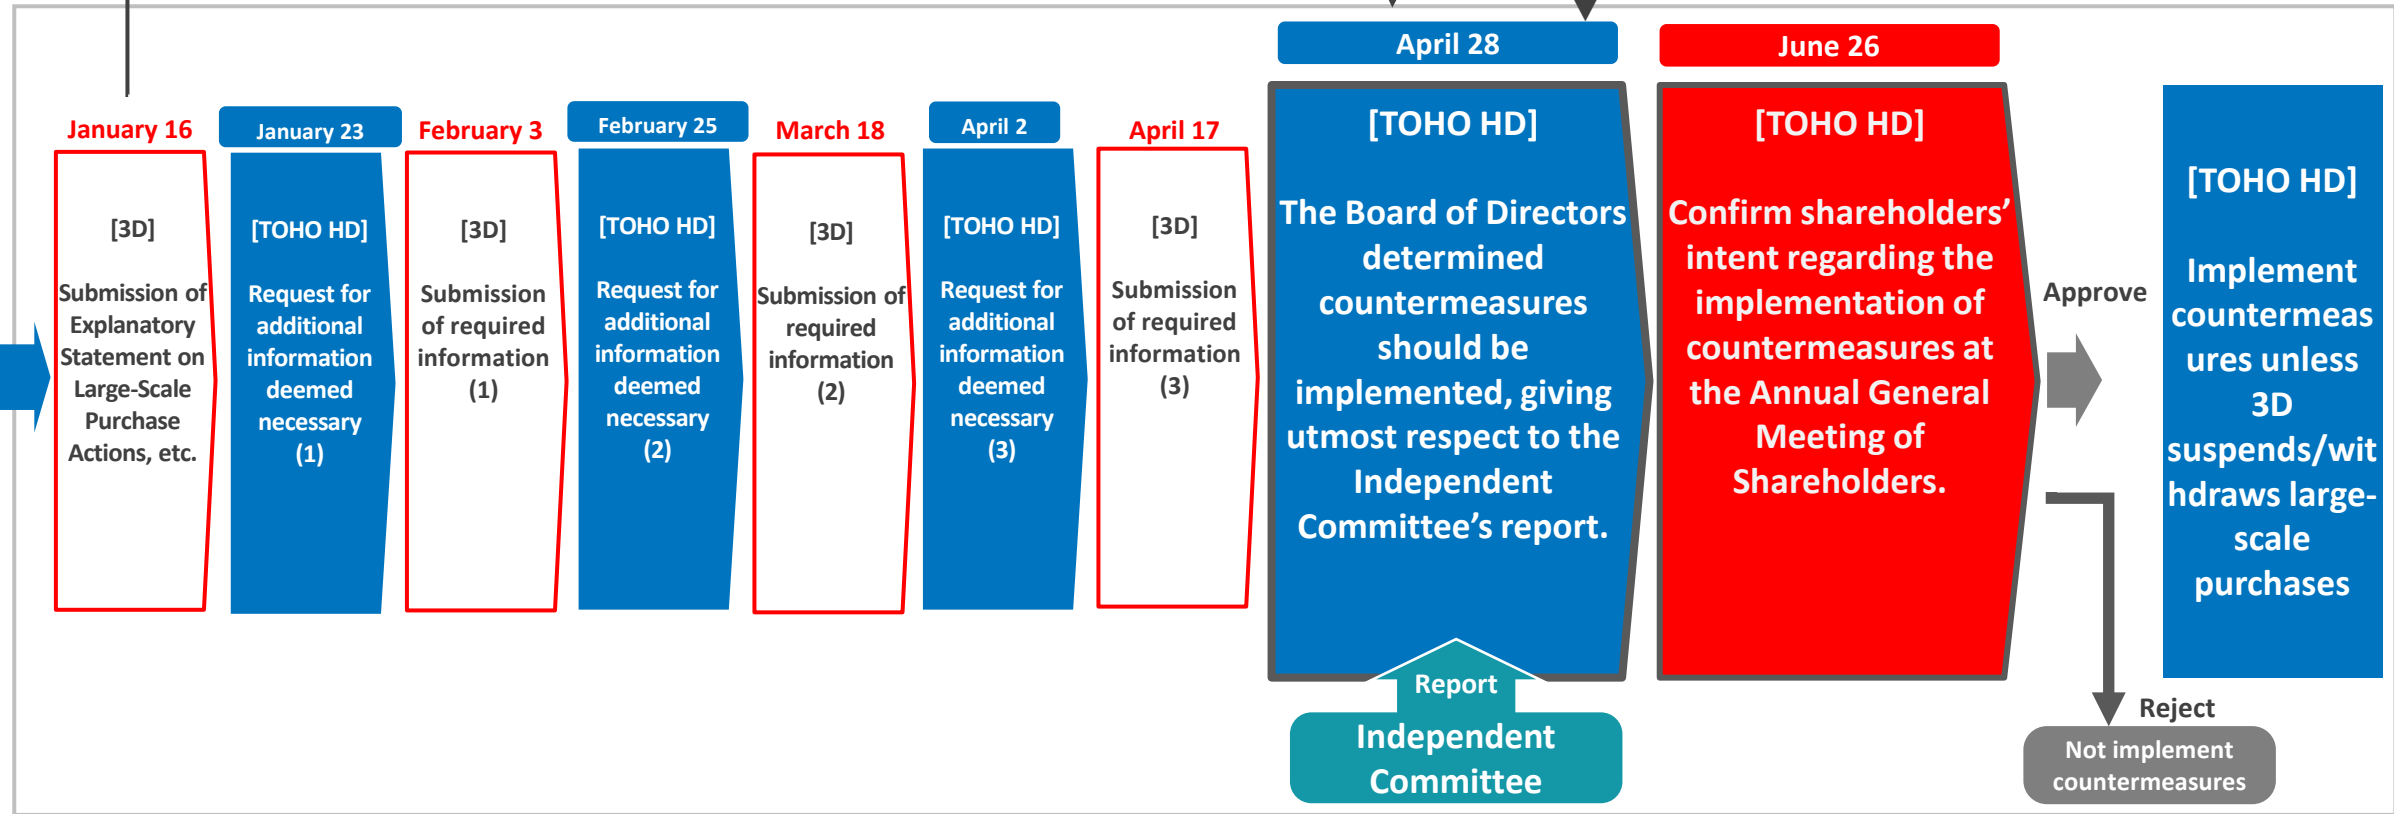 January 16
[3D]
Submission of
Explanatory
Statement on
Large-Scale
Purchase
Actions, etc.
January 23
[TOHO HD]
Request for
additional
information
deemed
necessary
(1)
February 3
[3D]
Submission
of required
information
(1)
February 25
[TOHO HD]
Request for
additional
information
deemed
necessary
(2)
March 18
[3D]
Submission of
required
information
(2)
April 2
[TOHO HD]
Request for
additional
information
deemed
necessary
(3)
April 17
[3D]
Submission
of required
information
(3)
April 28
[TOHO HD]
The Board of Directors
determined
countermeasures
should be
implemented, giving
utmost respect to the
Independent
Committee’s report.
Report
Independent
Committee
June 26
[TOHO HD]
Confirm shareholders’
intent regarding the
implementation of
countermeasures at
the Annual General
Meeting of
Shareholders.
Approve
[TOHO HD]
Implement
countermeas
ures unless
3D
suspends/wit
hdraws large-
scale
purchases
Reject
Not implement
countermeasures